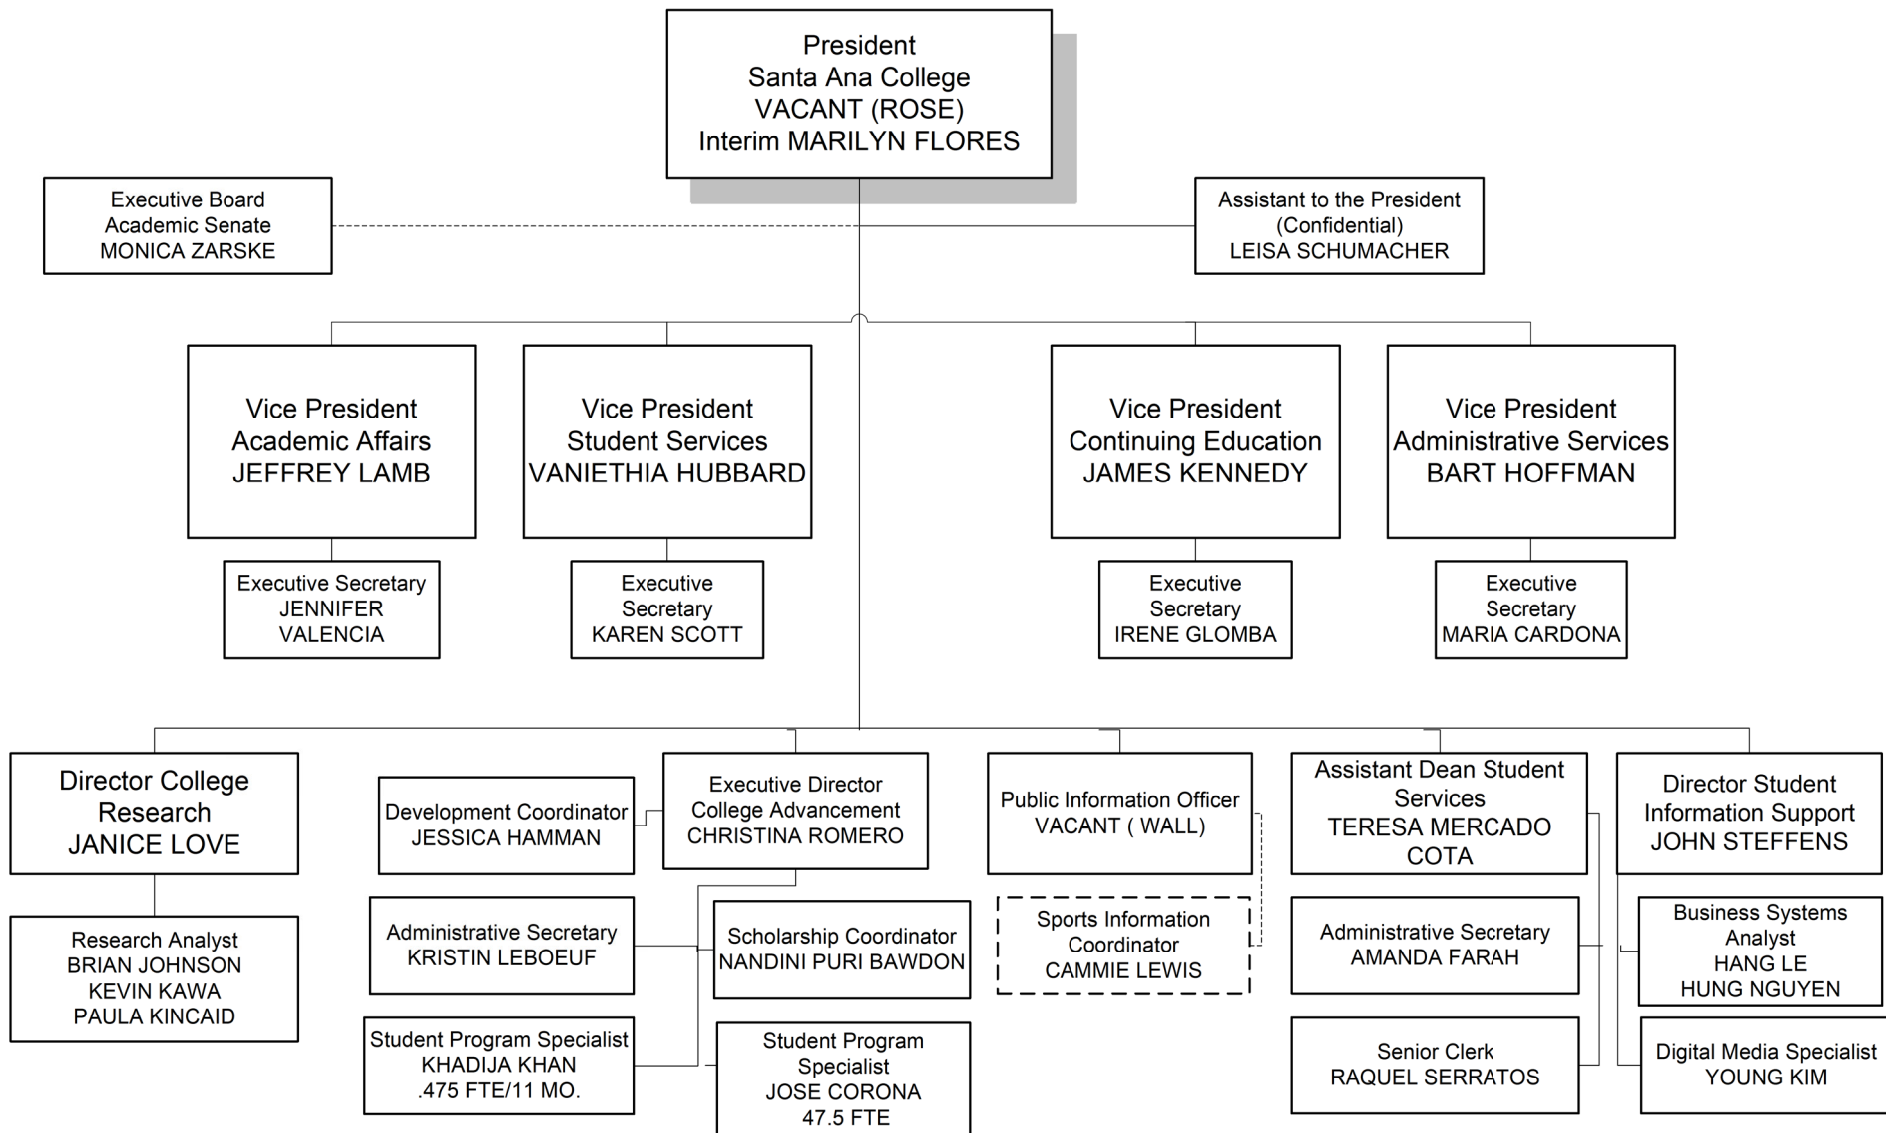 President
Santa Ana College
VACANT (ROSE)
Interim MARILYN FLORES
Executive Board
Academic Senate
MONICA ZARSKE
Assistant to the President
(Confidential)
LEISA SCHUMACHER
Vice President
Academic Affairs
JEFFREY LAMB
Vice President
Student Services
VANIETHIA HUBBARD
Vice President
Continuing Education
JAMES KENNEDY
Vice President
Administrative Services
BART HOFFMAN
Executive Secretary
JENNIFER
VALENCIA
Executive
Secretary
KAREN SCOTT
Executive
Secretary
IRENE GLOMBA
Executive
Secretary
MARIA CARDONA
Director College
Research
JANICE LOVE
Development Coordinator
JESSICA HAMMAN
Executive Director
College Advancement
CHRISTINA ROMERO
Public Information Officer
VACANT ( WALL)
Assistant Dean Student
Services
TERESA MERCADO
COTA
Director Student
Information Support
JOHN STEFFENS
Research Analyst
BRIAN JOHNSON
KEVIN KAWA
PAULA KINCAID
Administrative Secretary
KRISTIN LEBOEUF
Scholarship Coordinator
NANDINI PURI BAWDON
Sports Information
Coordinator
CAMMIE LEWIS
Administrative Secretary
AMANDA FARAH
Business Systems
Analyst
HANG LE
HUNG NGUYEN
Student Program Specialist
KHADIJA KHAN
.475 FTE/11 MO.
Student Program
Specialist
JOSE CORONA
47.5 FTE
Senior Clerk
RAQUEL SERRATOS
Digital Media Specialist
YOUNG KIM